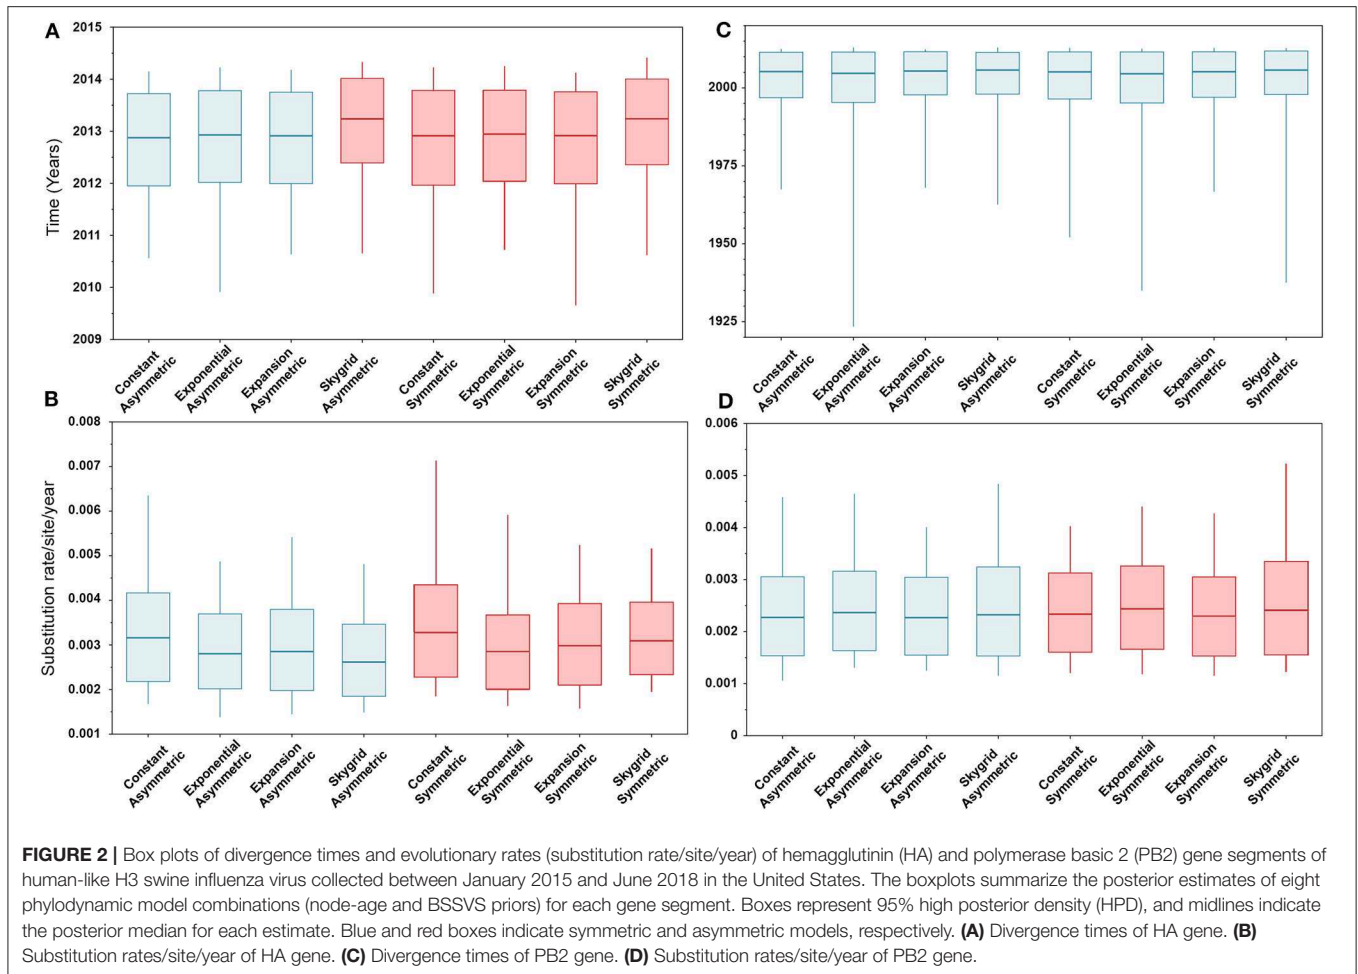 A
2015
2014
2013
2012
2011
2010
2009
Time (Years)
Constant
Asymmetric
Exponential
Asymmetric
Expansion
Asymmetric
Skygrid
Asymmetric
Constant
Symmetric
Exponential
Symmetric
Expansion
Symmetric
Skygrid
Symmetric
C
2000
1975
1950
1925
Constant
Asymmetric
Exponential
Asymmetric
Expansion
Asymmetric
Skygrid
Asymmetric
Constant
Symmetric
Exponential
Symmetric
Expansion
Symmetric
Skygrid
Symmetric
B
0.008
0.007
0.006
0.005
0.004
0.003
0.002
0.001
Substitution rate/site/year
Constant
Asymmetric
Exponential
Asymmetric
Expansion
Asymmetric
Skygrid
Asymmetric
Constant
Symmetric
Exponential
Symmetric
Expansion
Symmetric
Skygrid
Symmetric
D
0.006
0.005
0.004
0.003
0.002
0.001
0
Constant
Asymmetric
Exponential
Asymmetric
Expansion
Asymmetric
Skygrid
Asymmetric
Constant
Symmetric
Exponential
Symmetric
Expansion
Symmetric
Skygrid
Symmetric
FIGURE 2 | Box plots of divergence times and evolutionary rates (substitution rate/site/year) of hemagglutinin (HA) and polymerase basic 2 (PB2) gene segments of
human-like H3 swine influenza virus collected between January 2015 and June 2018 in the United States. The boxplots summarize the posterior estimates of eight
phylodynamic model combinations (node-age and BSSVS priors) for each gene segment. Boxes represent 95% high posterior density (HPD), and midlines indicate
the posterior median for each estimate. Blue and red boxes indicate symmetric and asymmetric models, respectively. (A) Divergence times of HA gene. (B)
Substitution rates/site/year of HA gene. (C) Divergence times of PB2 gene. (D) Substitution rates/site/year of PB2 gene.